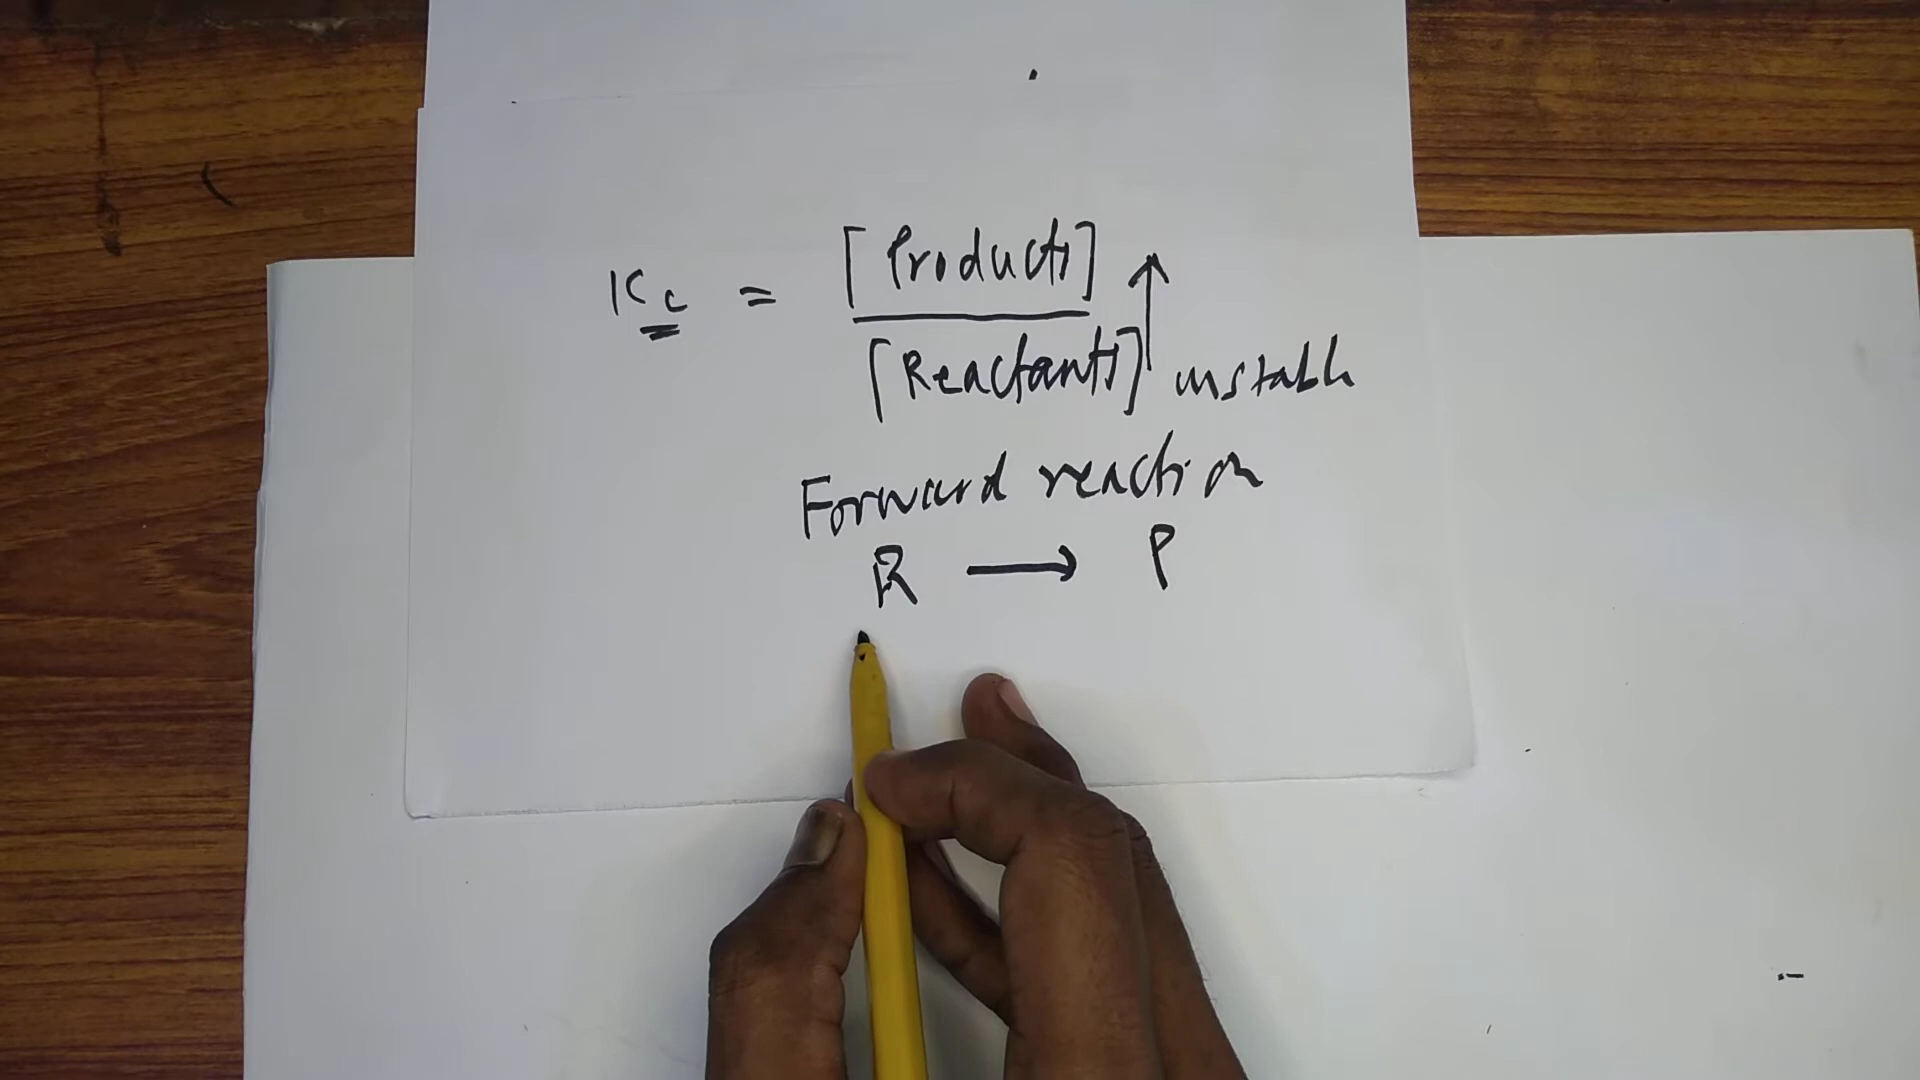 Kc = [Products]
[Reactants] unstable
Forward reaction
R → P